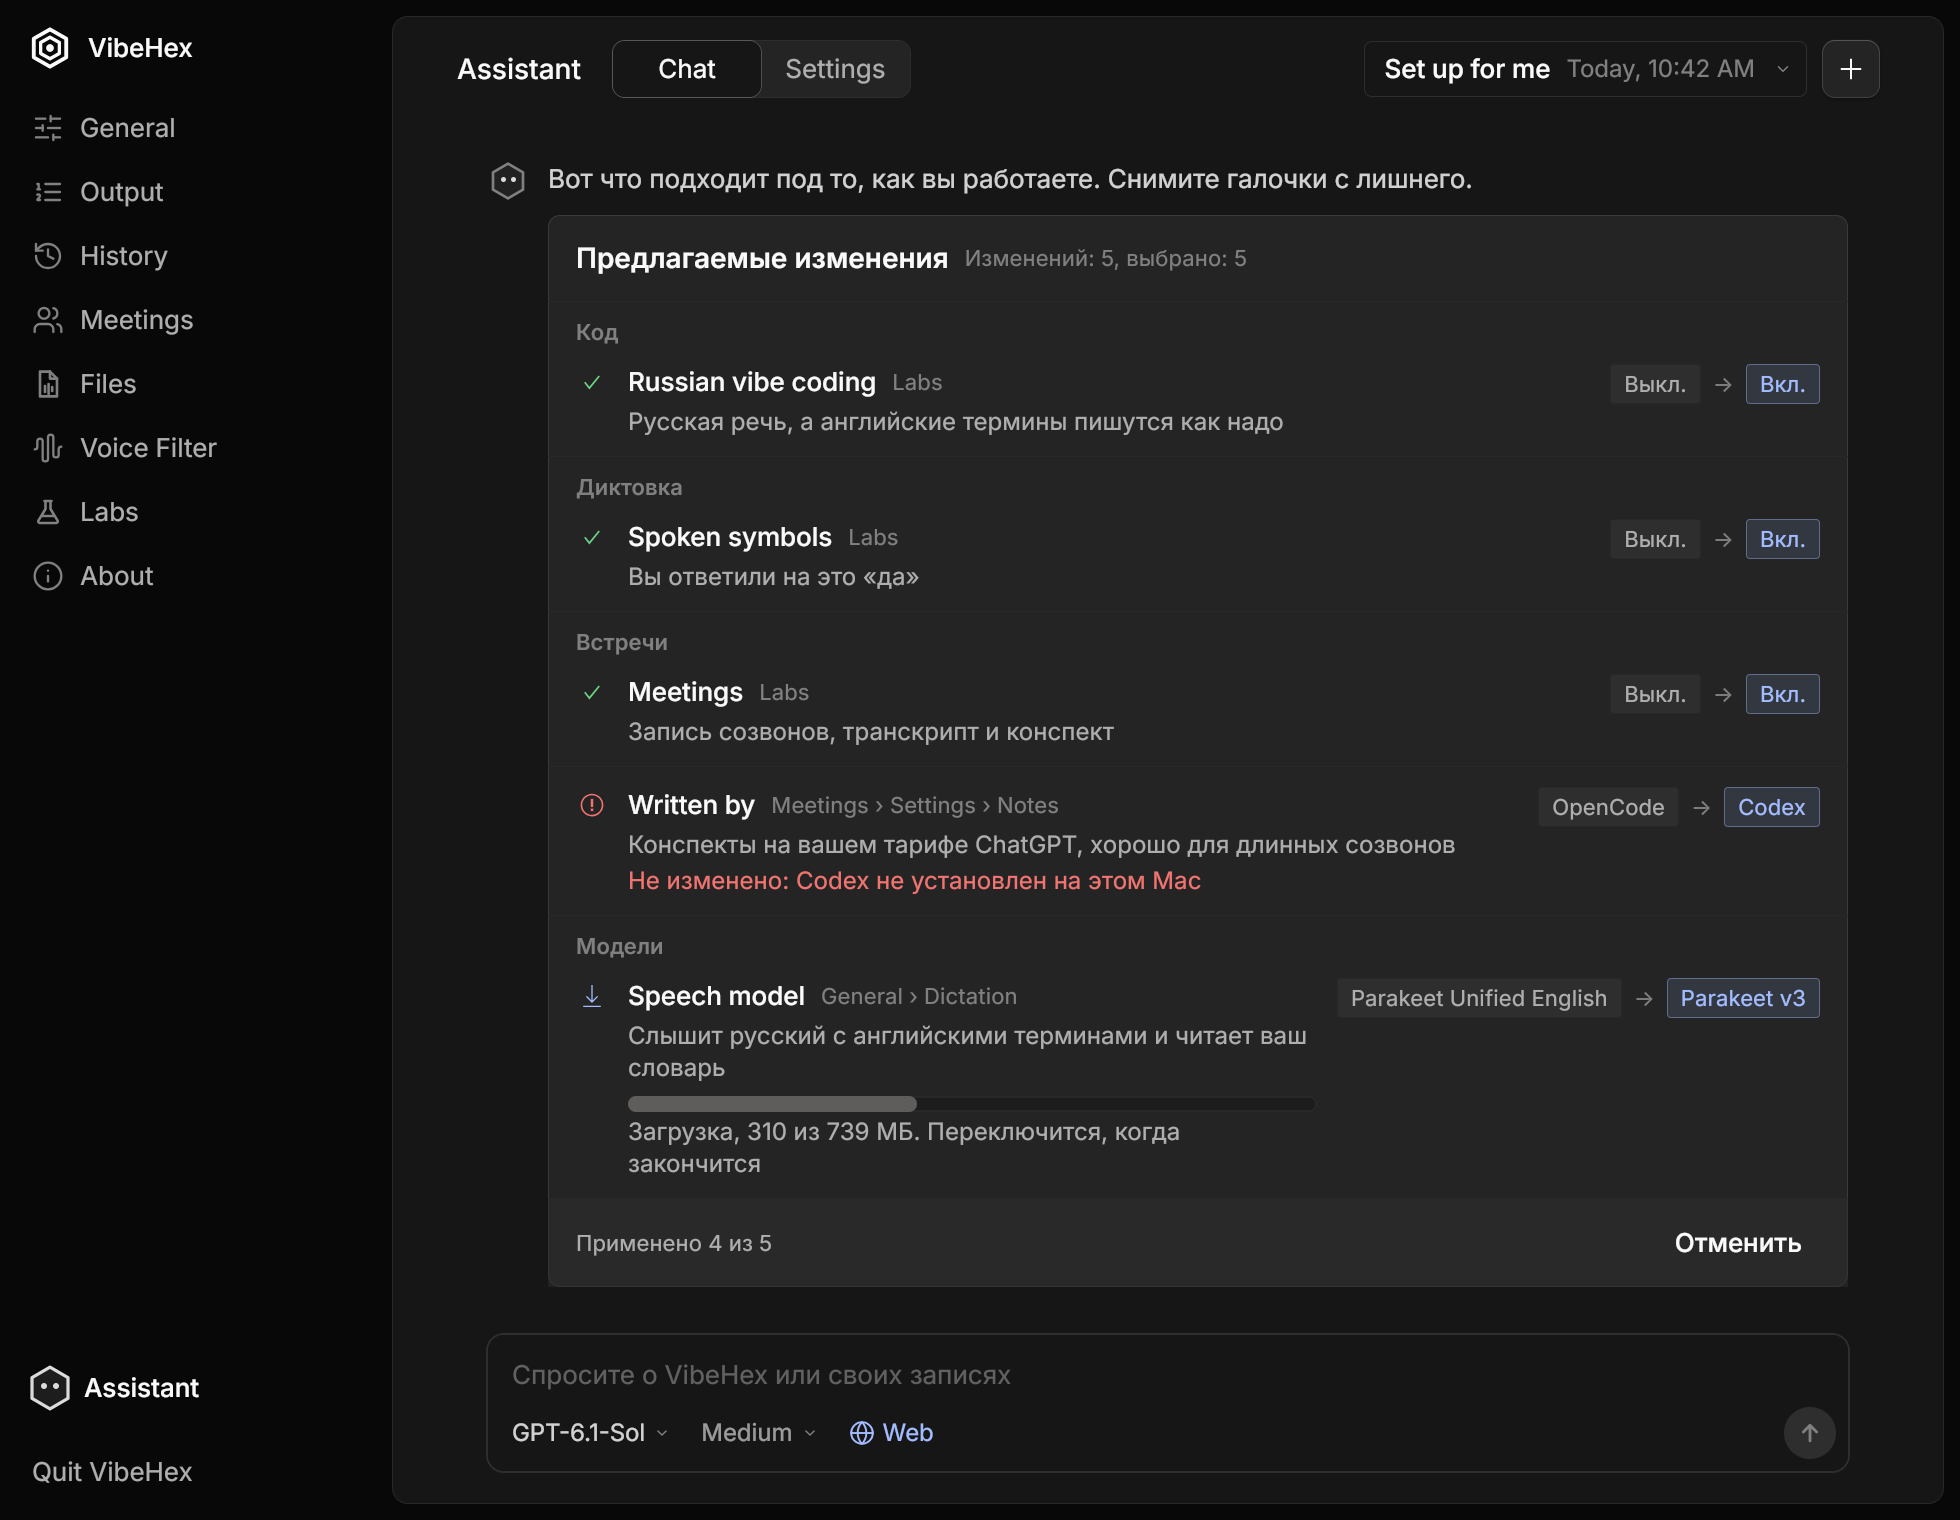 VibeHex
General
Output
History
Meetings
Files
Voice Filter
Labs
About
Assistant
Quit VibeHex
Assistant
Chat
Settings
Set up for me Today, 10:42 AM
Вот что подходит под то, как вы работаете. Снимите галочки с лишнего.
Предлагаемые изменения Изменений: 5, выбрано: 5
Код
Russian vibe coding Labs
Выкл. → Вкл.
Русская речь, а английские термины пишутся как надо
Диктовка
Spoken symbols Labs
Выкл. → Вкл.
Вы ответили на это «да»
Встречи
Meetings Labs
Выкл. → Вкл.
Запись созвонов, транскрипт и конспект
Written by Meetings › Settings › Notes
OpenCode → Codex
Конспекты на вашем тарифе ChatGPT, хорошо для длинных созвонов
Не изменено: Codex не установлен на этом Mac
Модели
Speech model General › Dictation
Parakeet Unified English → Parakeet v3
Слышит русский с английскими терминами и читает ваш
словарь
Загрузка, 310 из 739 МБ. Переключится, когда
закончится
Применено 4 из 5
Отменить
Спросите о VibeHex или своих записях
GPT-6.1-Sol
Medium
Web